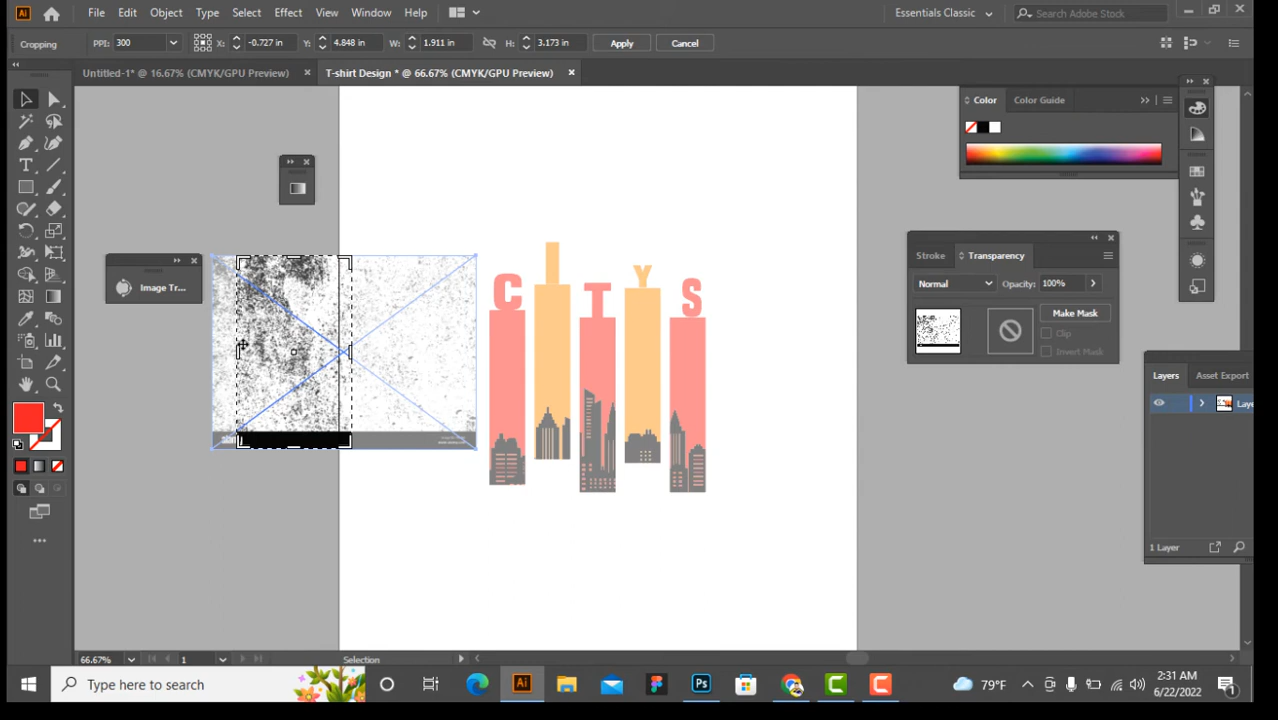 Ai File Edit Object Type Select Effect View Window Help Essentials Classic Search Adobe Stock
Cropping PPI: 300 X: -0.727 in Y: 4.848 in W: 1.911 in H: 3.173 in Apply Cancel
Untitled-1* @ 16.67% (CMYK/GPU Preview) × T-shirt Design * @ 66.67% (CMYK/GPU Preview) ×
Color Color Guide
Stroke Transparency
Normal Opacity: 100%
Make Mask
Clip
Invert Mask
Image Tr...
C T Y S
Layers Asset Export
Laye
1 Layer
66.67% 1 Selection
Type here to search Ai Ps 79°F 2:31 AM
6/22/2022